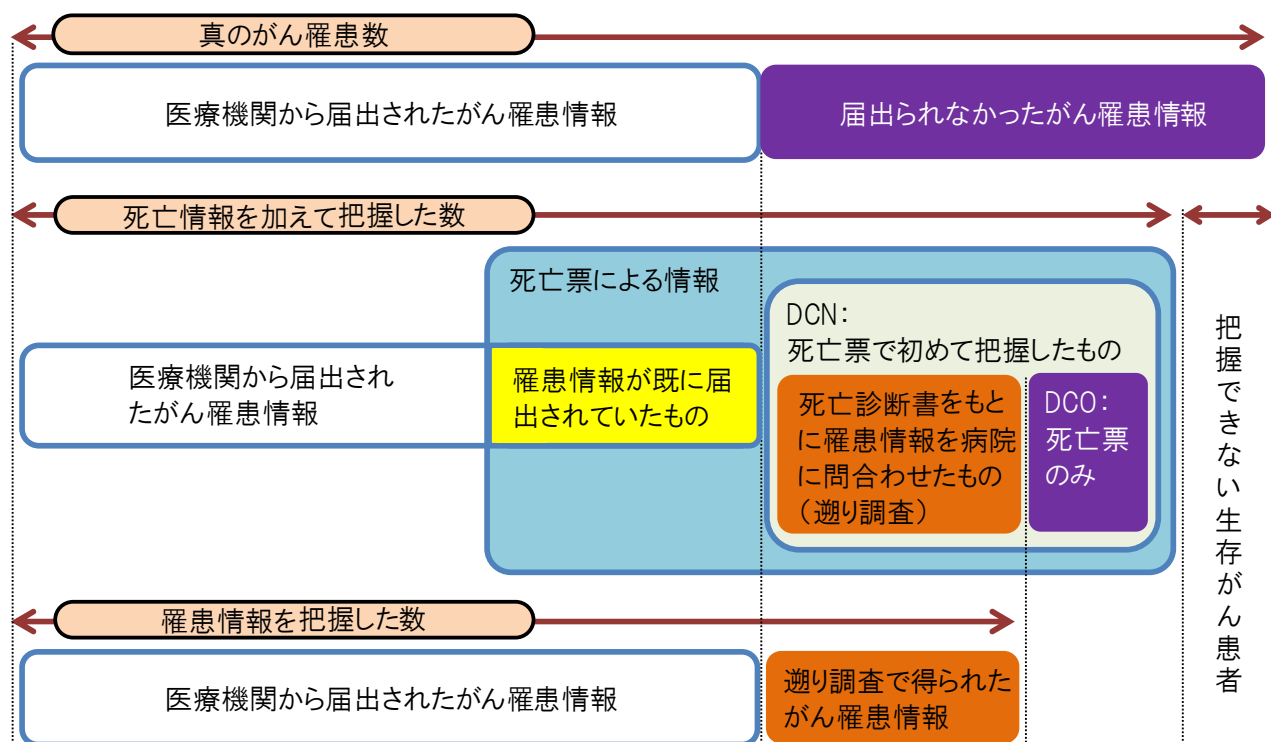 真のがん罹患数
医療機関から届出されたがん罹患情報
届出られなかったがん罹患情報
死亡情報を加えて把握した数
死亡票による情報
DCN：
死亡票で初めて把握したもの
医療機関から届出され
たがん罹患情報
罹患情報が既に届
出されていたもの
死亡診断書をもと
に罹患情報を病院
に問合わせたもの
（遡り調査）
DCO：
死亡票
のみ
把握できない生存がん患者
罹患情報を把握した数
医療機関から届出されたがん罹患情報
遡り調査で得られた
がん罹患情報